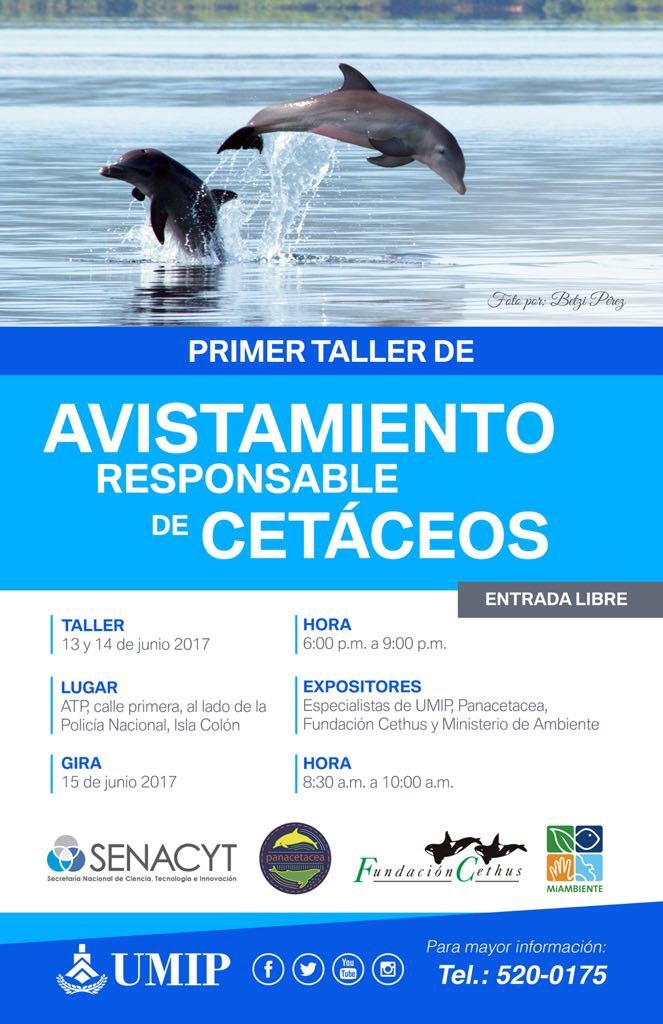 Foto por: Betzi Pérez
PRIMER TALLER DE
AVISTAMIENTO
RESPONSABLE
DE CETÁCEOS
ENTRADA LIBRE
TALLER
13 y 14 de junio 2017
HORA
6:00 p.m. a 9:00 p.m.
LUGAR
ATP, calle primera, al lado de la
Policía Nacional, Isla Colón
EXPOSITORES
Especialistas de UMIP, Panacetacea,
Fundación Cethus y Ministerio de Ambiente
GIRA
15 de junio 2017
HORA
8:30 a.m. a 10:00 a.m.
SENACYT
Secretaría Nacional de Ciencia, Tecnología e Innovación
panacetacea
Fundación Cethus
MiAMBIENTE
UMIP
f
You
Tube
Para mayor información:
Tel.: 520-0175